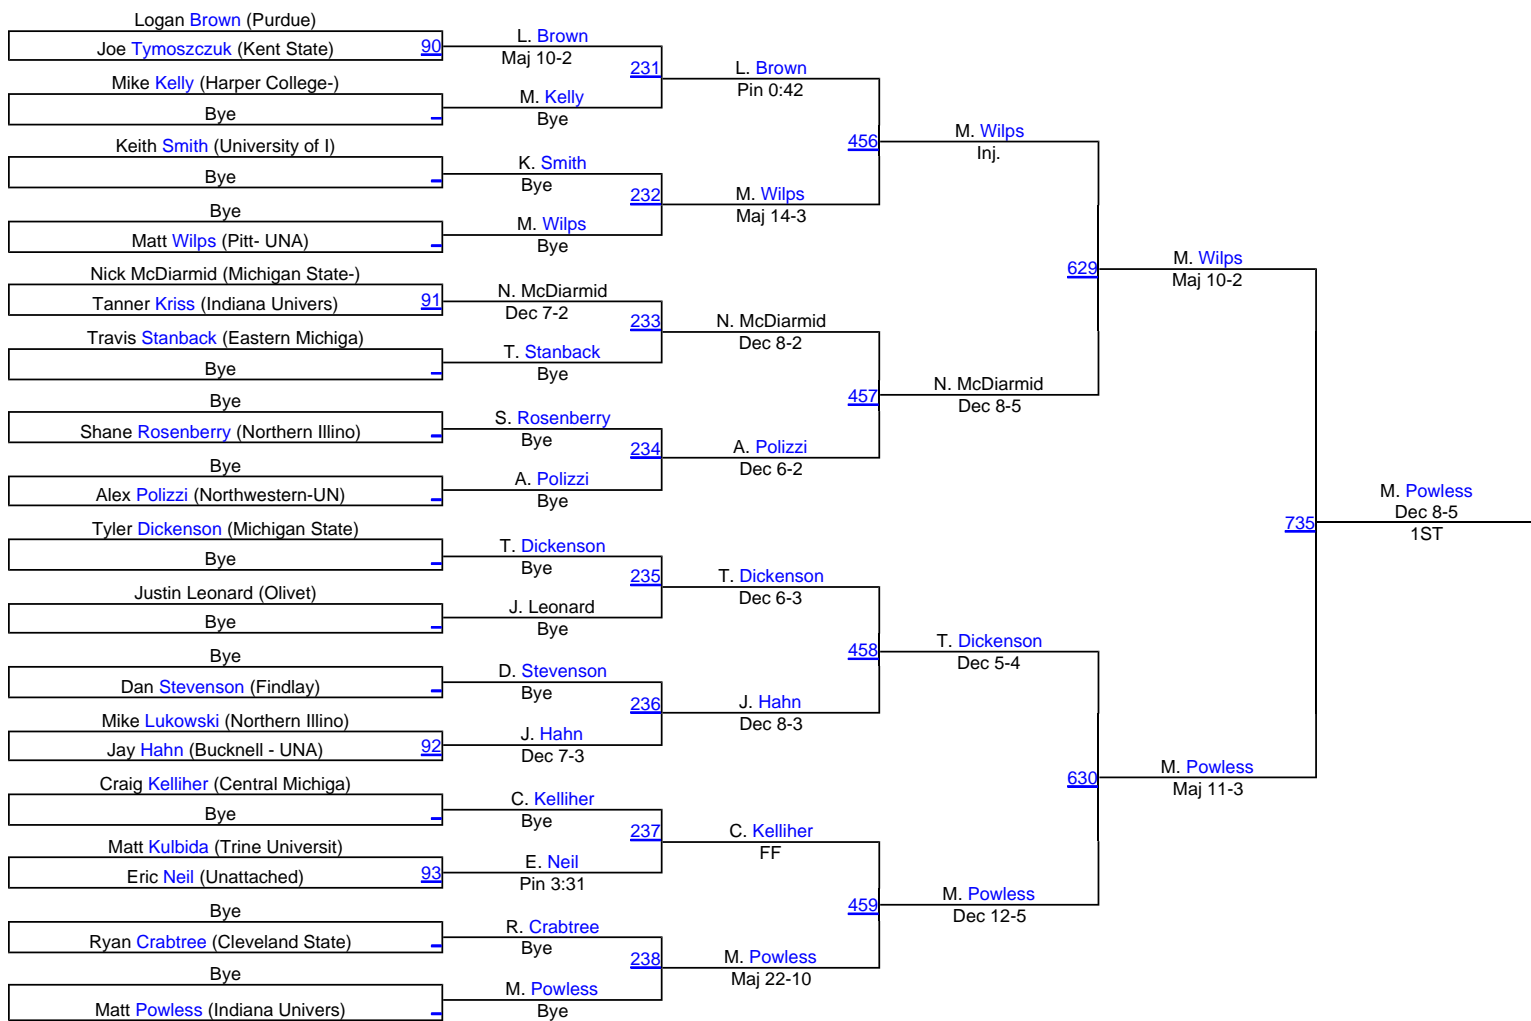 Logan Brown (Purdue)
Joe Tymoszczuk (Kent State) 90
Mike Kelly (Harper College-)
Bye
Keith Smith (University of I)
Bye
Bye
Matt Wilps (Pitt- UNA)
Nick McDiarmid (Michigan State-)
Tanner Kriss (Indiana Univers) 91
Travis Stanback (Eastern Michiga)
Bye
Bye
Shane Rosenberry (Northern Illino)
Bye
Alex Polizzi (Northwestern-UN)
Tyler Dickenson (Michigan State)
Bye
Justin Leonard (Olivet)
Bye
Bye
Dan Stevenson (Findlay)
Mike Lukowski (Northern Illino)
Jay Hahn (Bucknell - UNA) 92
Craig Kelliher (Central Michiga)
Bye
Matt Kulbida (Trine Universit)
Eric Neil (Unattached) 93
Bye
Ryan Crabtree (Cleveland State)
Bye
Matt Powless (Indiana Univers)
L. Brown
Maj 10-2
231
M. Kelly
Bye
K. Smith
Bye
232
M. Wilps
Bye
N. McDiarmid
Dec 7-2
233
T. Stanback
Bye
S. Rosenberry
Bye
234
A. Polizzi
Bye
T. Dickenson
Bye
235
J. Leonard
Bye
D. Stevenson
Bye
236
J. Hahn
Dec 7-3
C. Kelliher
Bye
237
E. Neil
Pin 3:31
R. Crabtree
Bye
238
M. Powless
Bye
L. Brown
Pin 0:42
456
M. Wilps
Maj 14-3
N. McDiarmid
Dec 8-2
457
A. Polizzi
Dec 6-2
T. Dickenson
Dec 6-3
458
J. Hahn
Dec 8-3
C. Kelliher
FF
459
M. Powless
Maj 22-10
M. Wilps
Inj.
629
N. McDiarmid
Dec 8-5
T. Dickenson
Dec 5-4
630
M. Powless
Dec 12-5
M. Wilps
Maj 10-2
735
M. Powless
Maj 11-3
M. Powless
Dec 8-5
1ST